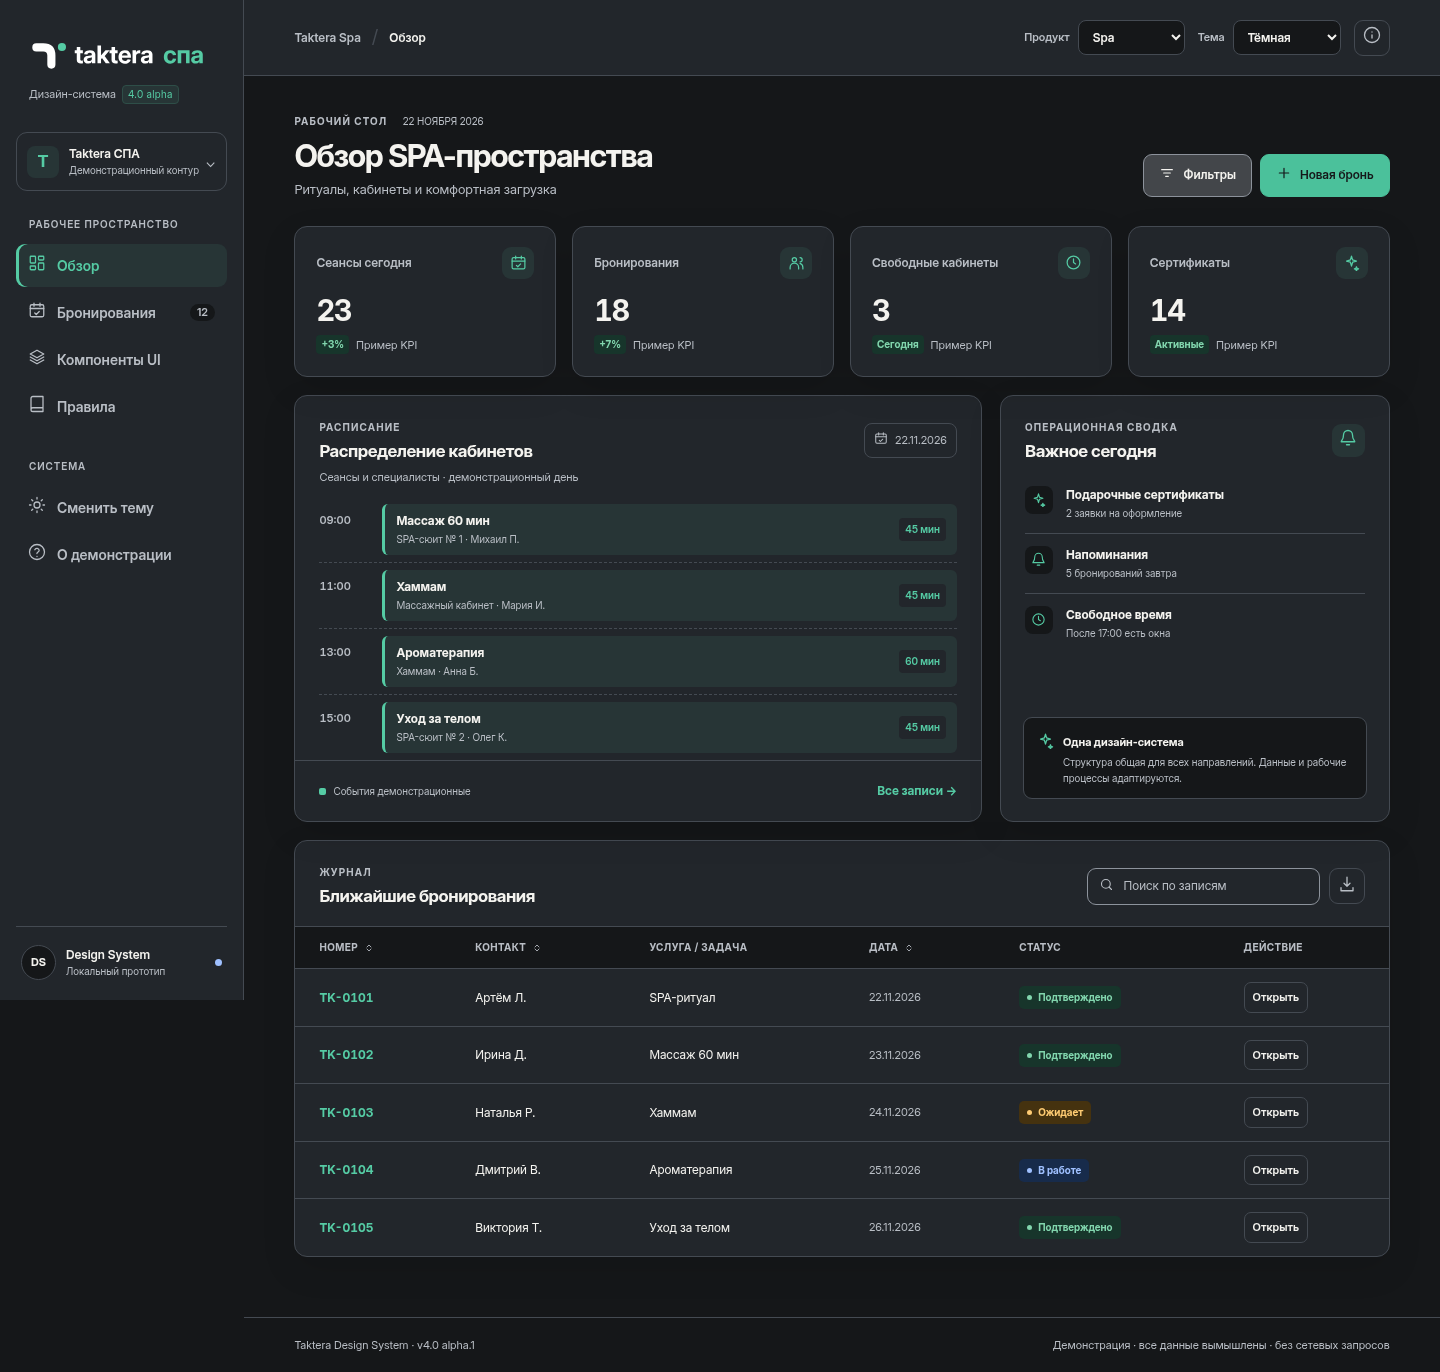 taktera спа
Дизайн-система 4.0 alpha
T
Taktera СПА
Демонстрационный контур
РАБОЧЕЕ ПРОСТРАНСТВО
Обзор
Бронирования 12
Компоненты UI
Правила
СИСТЕМА
Сменить тему
О демонстрации
DS
Design System
Локальный прототип
Taktera Spa / Обзор
Продукт Spa Тема Тёмная
РАБОЧИЙ СТОЛ 22 НОЯБРЯ 2026
Обзор SPA-пространства
Ритуалы, кабинеты и комфортная загрузка
Фильтры
Новая бронь
Сеансы сегодня
23
+3% Пример KPI
Бронирования
18
+7% Пример KPI
Свободные кабинеты
3
Сегодня Пример KPI
Сертификаты
14
Активные Пример KPI
РАСПИСАНИЕ
Распределение кабинетов
Сеансы и специалисты · демонстрационный день
22.11.2026
09:00
Массаж 60 мин
SPA-сюит № 1 · Михаил П.
45 мин
11:00
Хаммам
Массажный кабинет · Мария И.
45 мин
13:00
Ароматерапия
Хаммам · Анна Б.
60 мин
15:00
Уход за телом
SPA-сюит № 2 · Олег К.
45 мин
События демонстрационные
Все записи →
ОПЕРАЦИОННАЯ СВОДКА
Важное сегодня
Подарочные сертификаты
2 заявки на оформление
Напоминания
5 бронирований завтра
Свободное время
После 17:00 есть окна
Одна дизайн-система
Структура общая для всех направлений. Данные и рабочие
процессы адаптируются.
ЖУРНАЛ
Ближайшие бронирования
Поиск по записям
НОМЕР КОНТАКТ УСЛУГА / ЗАДАЧА ДАТА СТАТУС ДЕЙСТВИЕ
TK-0101 Артём Л. SPA-ритуал 22.11.2026 Подтверждено Открыть
TK-0102 Ирина Д. Массаж 60 мин 23.11.2026 Подтверждено Открыть
TK-0103 Наталья Р. Хаммам 24.11.2026 Ожидает Открыть
TK-0104 Дмитрий В. Ароматерапия 25.11.2026 В работе Открыть
TK-0105 Виктория Т. Уход за телом 26.11.2026 Подтверждено Открыть
Taktera Design System · v4.0 alpha.1
Демонстрация · все данные вымышлены · без сетевых запросов